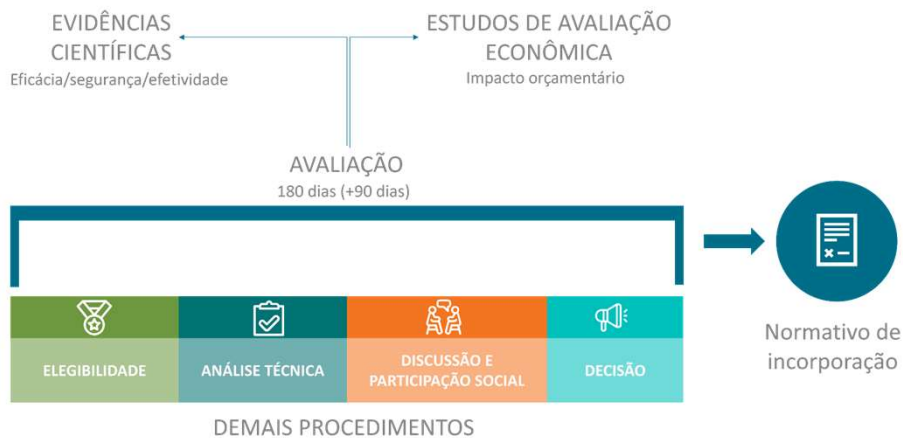 EVIDÊNCIAS
CIENTÍFICAS
Eficácia/segurança/efetividade
ESTUDOS DE AVALIAÇÃO
ECONÔMICA
Impacto orçamentário
AVALIAÇÃO
180 dias (+90 dias)
ELEGIBILIDADE
ANÁLISE TÉCNICA
DISCUSSÃO E
PARTICIPAÇÃO SOCIAL
DECISÃO
Normativo de
incorporação
DEMAIS PROCEDIMENTOS